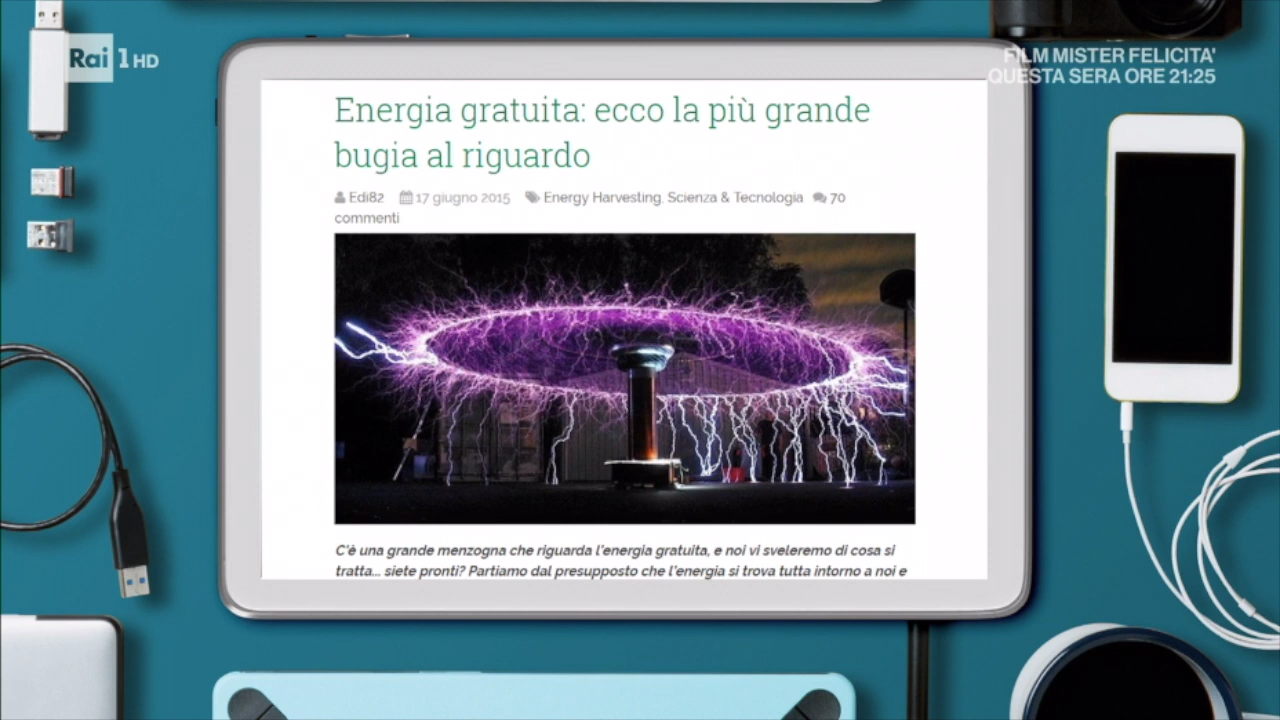 Rai 1 HD
FILM MISTER FELICITA'
QUESTA SERA ORE 21:25
Energia gratuita: ecco la più grande
bugia al riguardo
Edi82 17 giugno 2015 Energy Harvesting, Scienza & Tecnologia 70
commenti
C'è una grande menzogna che riguarda l'energia gratuita, e noi vi sveleremo di cosa si
tratta... siete pronti? Partiamo dal presupposto che l'energia si trova tutta intorno a noi e